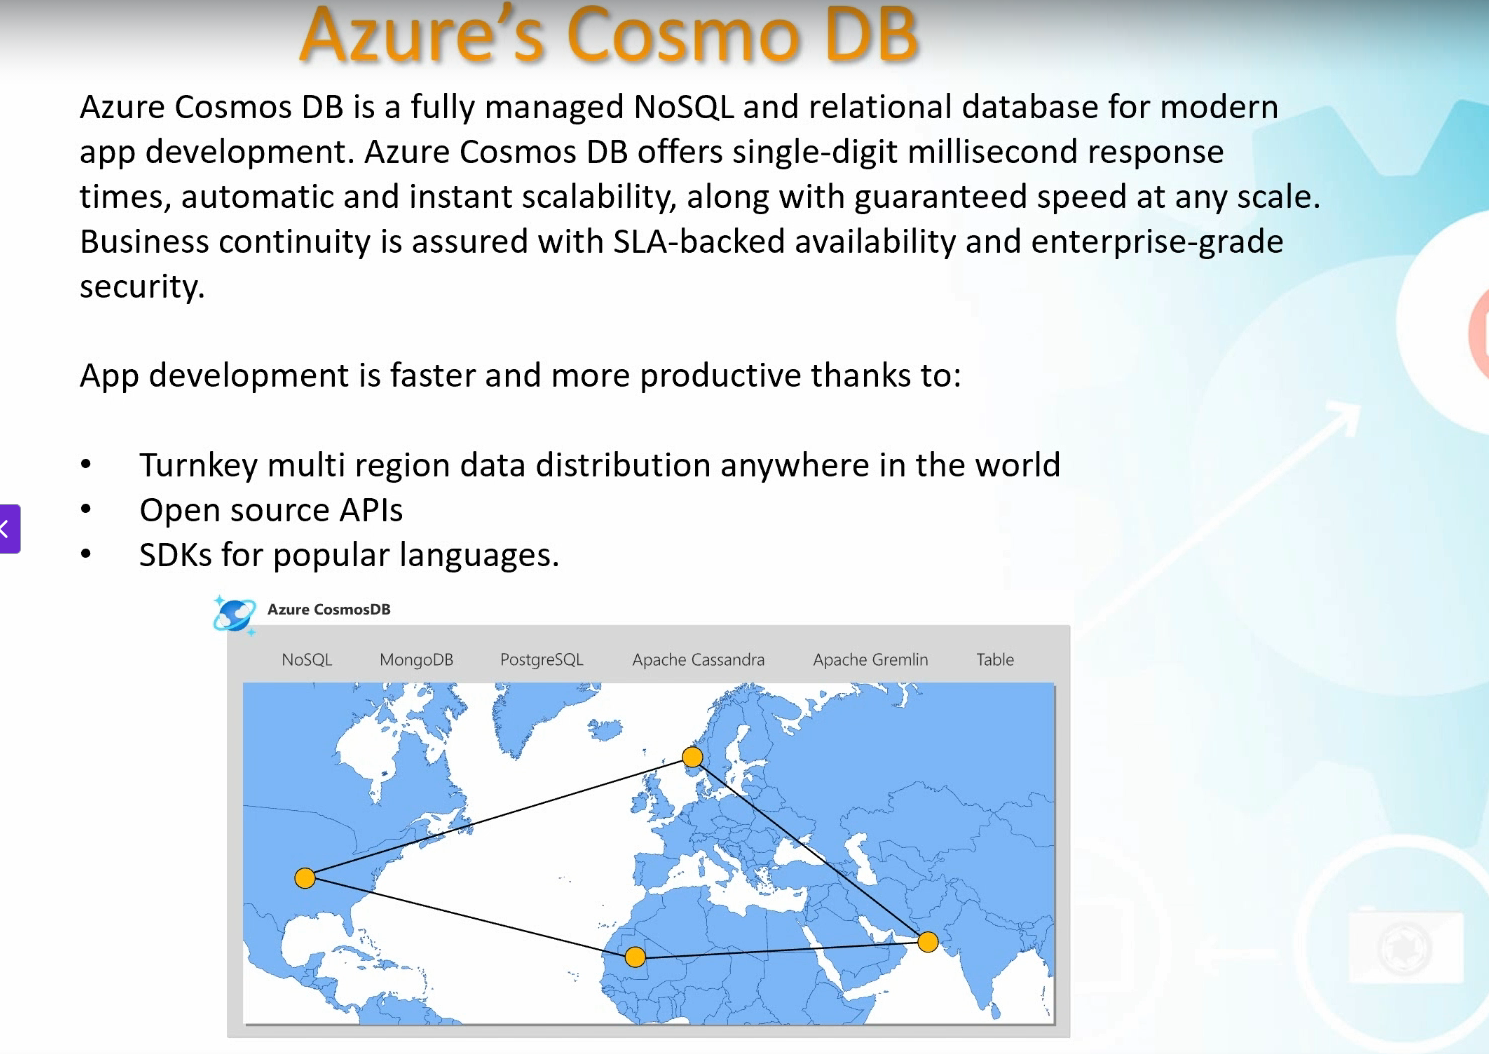 Azure’s Cosmo DB
Azure Cosmos DB is a fully managed NoSQL and relational database for modern
app development. Azure Cosmos DB offers single-digit millisecond response
times, automatic and instant scalability, along with guaranteed speed at any scale.
Business continuity is assured with SLA-backed availability and enterprise-grade
security.
App development is faster and more productive thanks to:
• Turnkey multi region data distribution anywhere in the world
• Open source APIs
• SDKs for popular languages.
Azure CosmosDB
NoSQL MongoDB PostgreSQL Apache Cassandra Apache Gremlin Table